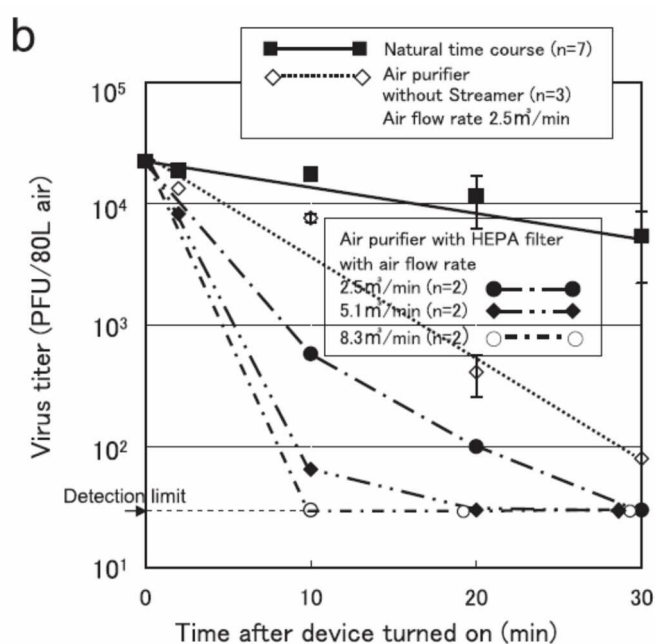 b
Natural time course (n=7)
Air purifier
without Streamer (n=3)
Air flow rate 2.5㎥/min
10⁵
10⁴
10³
10²
10¹
Virus titer (PFU/80L air)
Air purifier with HEPA filter
with air flow rate
2.5㎥/min (n=2)
5.1㎥/min (n=2)
8.3㎥/min (n=2)
Detection limit
0 10 20 30
Time after device turned on (min)